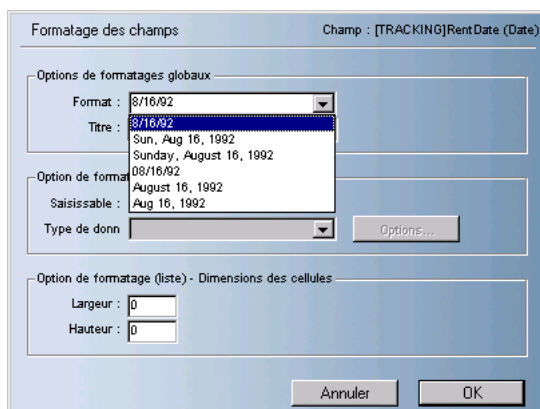 Formatage des champs Champ : [TRACKING]RentDate (Date)
Options de formatages globaux
Format : 8/16/92
Titre : 8/16/92
Sun, Aug 16, 1992
Sunday, August 16, 1992
08/16/92
Option de format
August 16, 1992
Saisissable : Aug 16, 1992
Type de donn Options...
Option de formatage (liste) - Dimensions des cellules
Largeur : 0
Hauteur : 0
Annuler OK